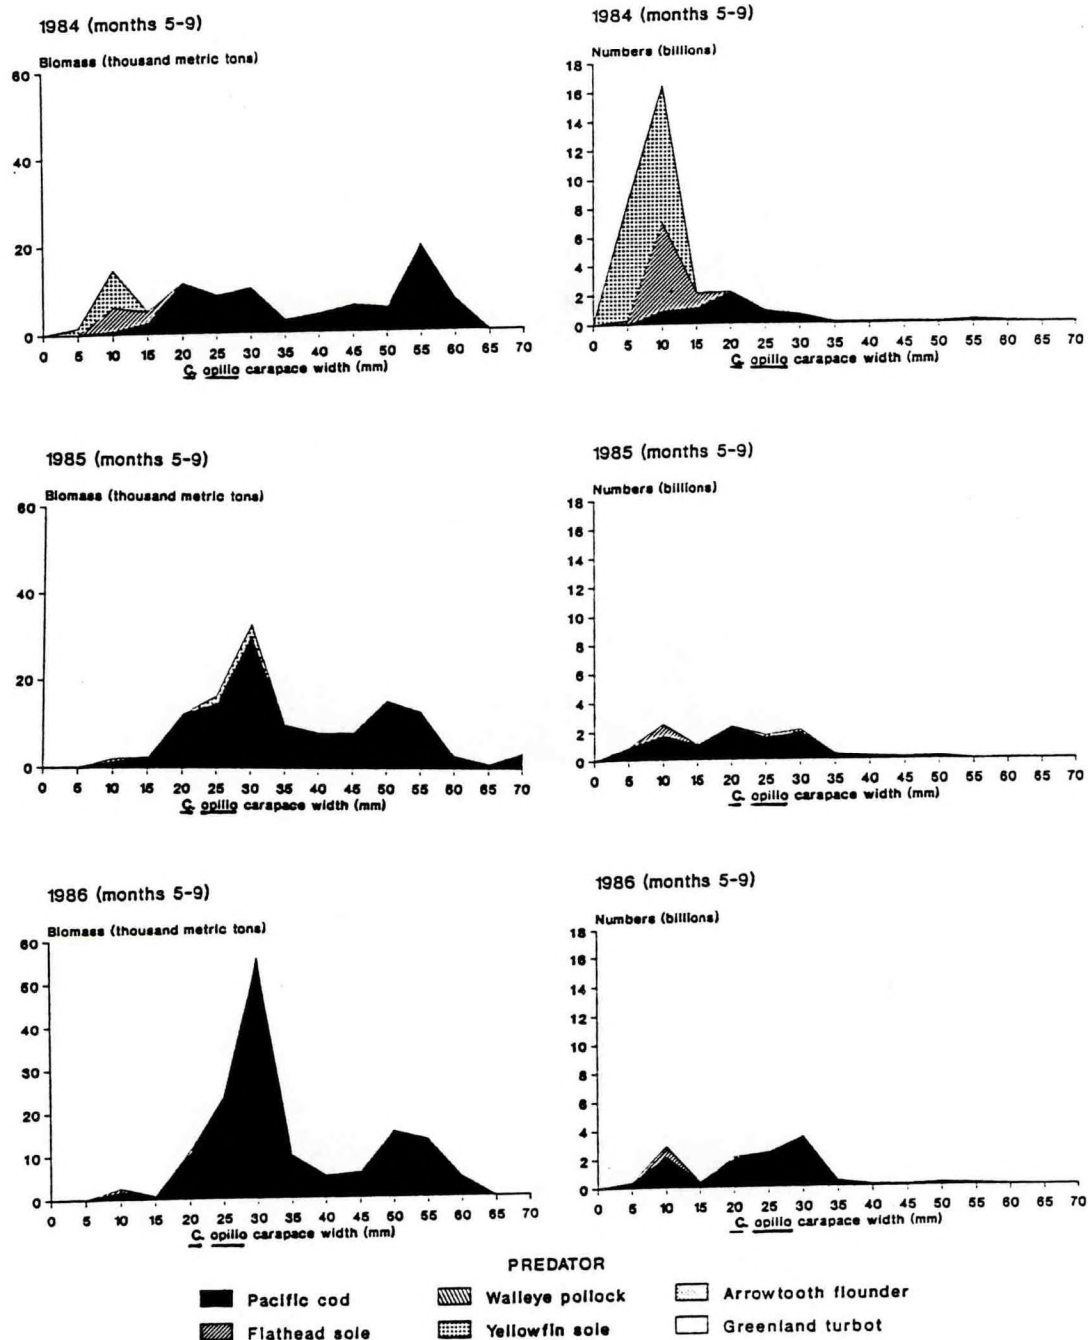 1984 (months 5-9)
Biomass (thousand metric tons)
60
40
20
0
0 5 10 15 20 25 30 35 40 45 50 55 60 65 70
C. opilio carapace width (mm)
1984 (months 5-9)
Numbers (billions)
18
16
14
12
10
8
6
4
2
0
0 5 10 15 20 25 30 35 40 45 50 55 60 65 70
C. opilio carapace width (mm)
1985 (months 5-9)
Biomass (thousand metric tons)
60
40
20
0
0 5 10 15 20 25 30 35 40 45 50 55 60 65 70
C. opilio carapace width (mm)
1985 (months 5-9)
Numbers (billions)
18
16
14
12
10
8
6
4
2
0
0 5 10 15 20 25 30 35 40 45 50 55 60 65 70
C. opilio carapace width (mm)
1986 (months 5-9)
Biomass (thousand metric tons)
60
50
40
30
20
10
0
0 5 10 15 20 25 30 35 40 45 50 55 60 65 70
C. opilio carapace width (mm)
1986 (months 5-9)
Numbers (billions)
18
16
14
12
10
8
6
4
2
0
0 5 10 15 20 25 30 35 40 45 50 55 60 65 70
C. opilio carapace width (mm)
PREDATOR
Pacific cod
Walleye pollock
Arrowtooth flounder
Flathead sole
Yellowfin sole
Greenland turbot